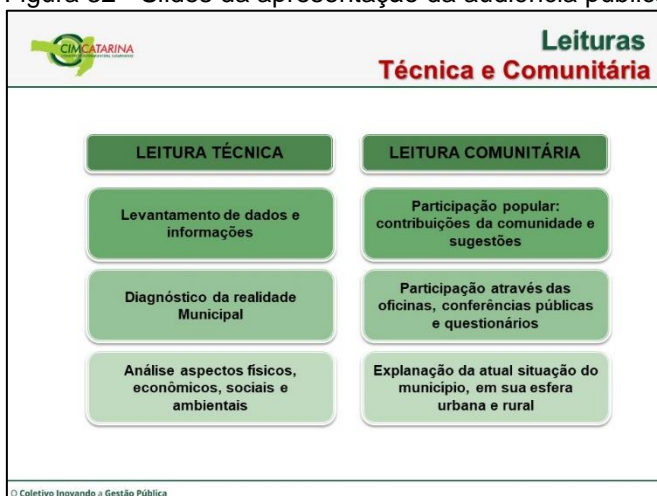 Figura 82 - Slides da apresentação da audiência pública
CIMCATARINA
Leituras
Técnica e Comunitária
LEITURA TÉCNICA
Levantamento de dados e
informações
Diagnóstico da realidade
Municipal
Análise aspectos físicos,
econômicos, sociais e
ambientais
LEITURA COMUNITÁRIA
Participação popular:
contribuições da comunidade e
sugestões
Participação através das
oficinas, conferências públicas
e questionários
Explanação da atual situação do
município, em sua esfera
urbana e rural
O Coletivo Inovando a Gestão Pública